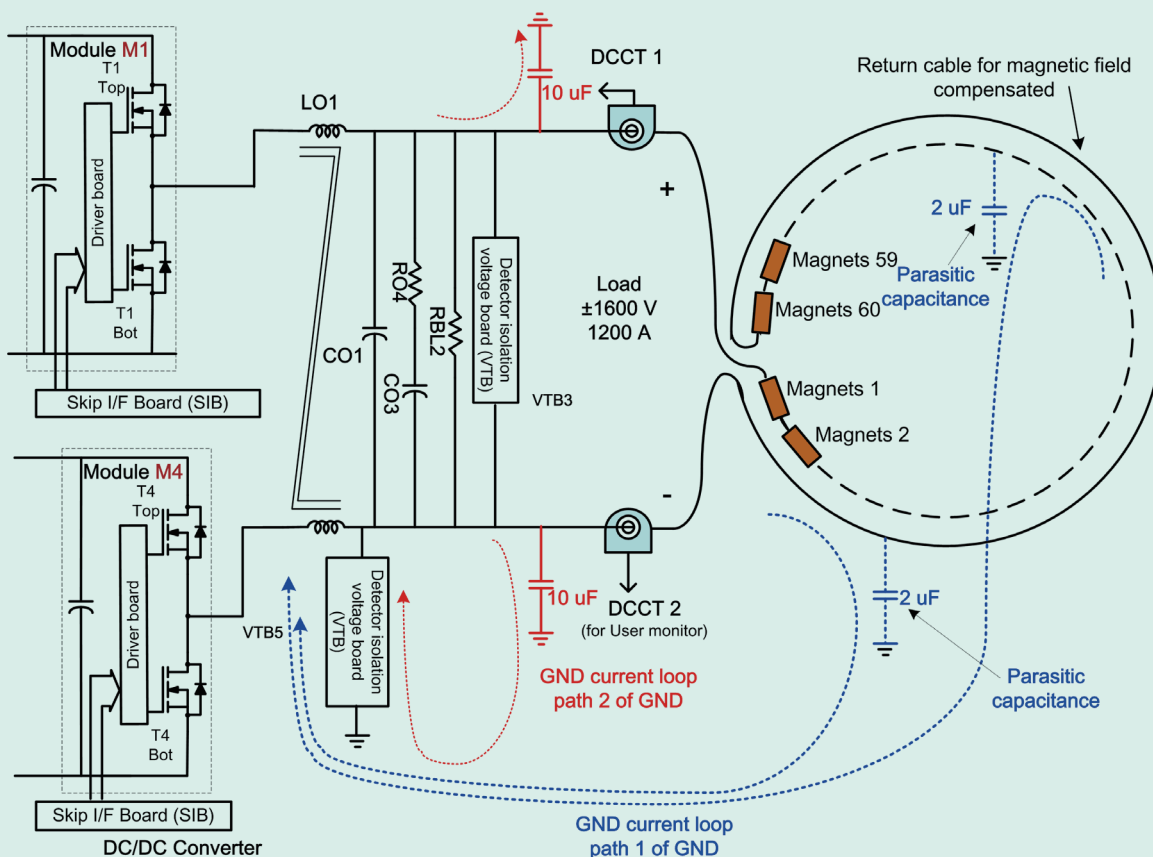 Module M1
T1
Top
Driver board
T1
Bot
Skip I/F Board (SIB)
LO1
10 uF
DCCT 1
Return cable for magnetic field
compensated
+
CO1
RO4
CO3
RBL2
Detector isolation
voltage board (VTB)
VTB3
Load
±1600 V
1200 A
2 uF
Parasitic
capacitance
Magnets 59
Magnets 60
Magnets 1
Magnets 2
Module M4
T4
Top
Driver board
T4
Bot
Skip I/F Board (SIB)
DC/DC Converter
VTB5
Detector isolation
voltage board
(VTB)
-
10 uF
DCCT 2
(for User monitor)
2 uF
Parasitic
capacitance
GND current loop
path 2 of GND
GND current loop
path 1 of GND